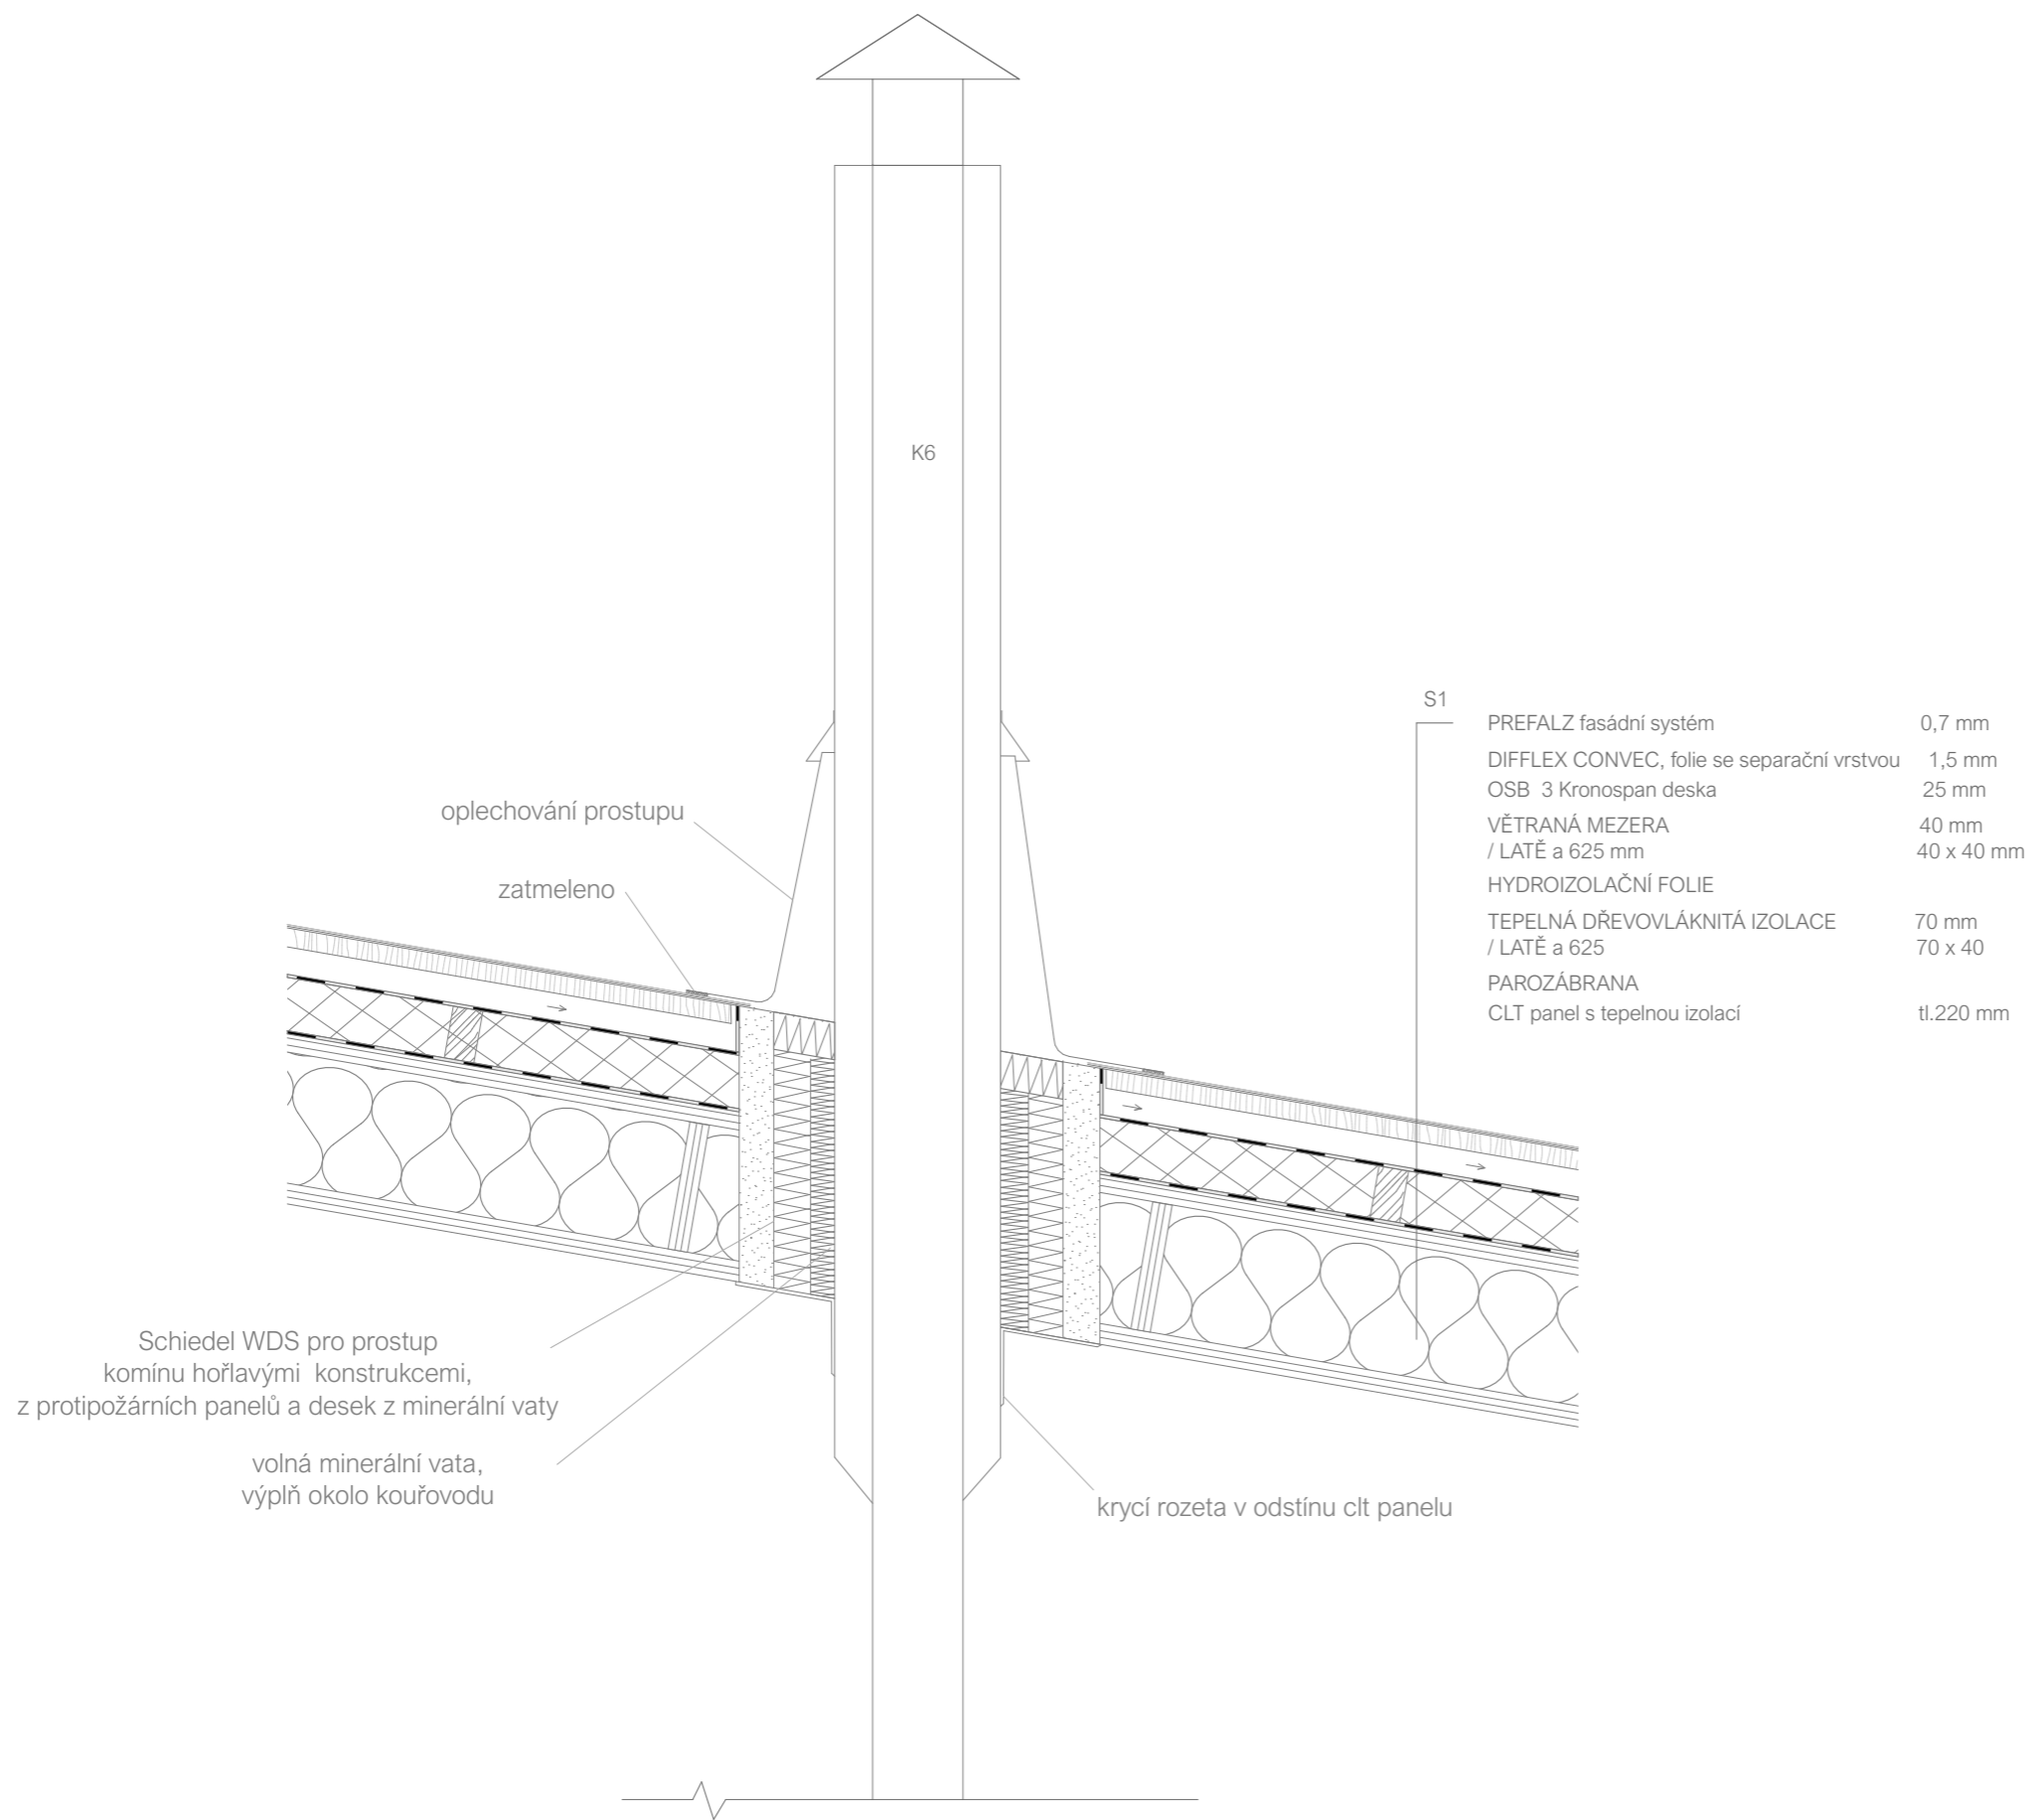 K6
S1
PREFALZ fasádní systém 0,7 mm
DIFFLEX CONVEC, folie se separační vrstvou 1,5 mm
OSB 3 Kronospan deska 25 mm
VĚTRANÁ MEZERA 40 mm
/ LATĚ a 625 mm 40 x 40 mm
HYDROIZOLAČNÍ FOLIE
TEPELNÁ DŘEVOVLÁKNITÁ IZOLACE 70 mm
/ LATĚ a 625 70 x 40
PAROZÁBRANA
CLT panel s tepelnou izolací tl.220 mm
oplechování prostupu
zatmeleno
Schiedel WDS pro prostup
komínu hořlavými konstrukcemi,
z protipožárních panelů a desek z minerální vaty
volná minerální vata,
výplň okolo kouřovodu
krycí rozeta v odstínu clt panelu